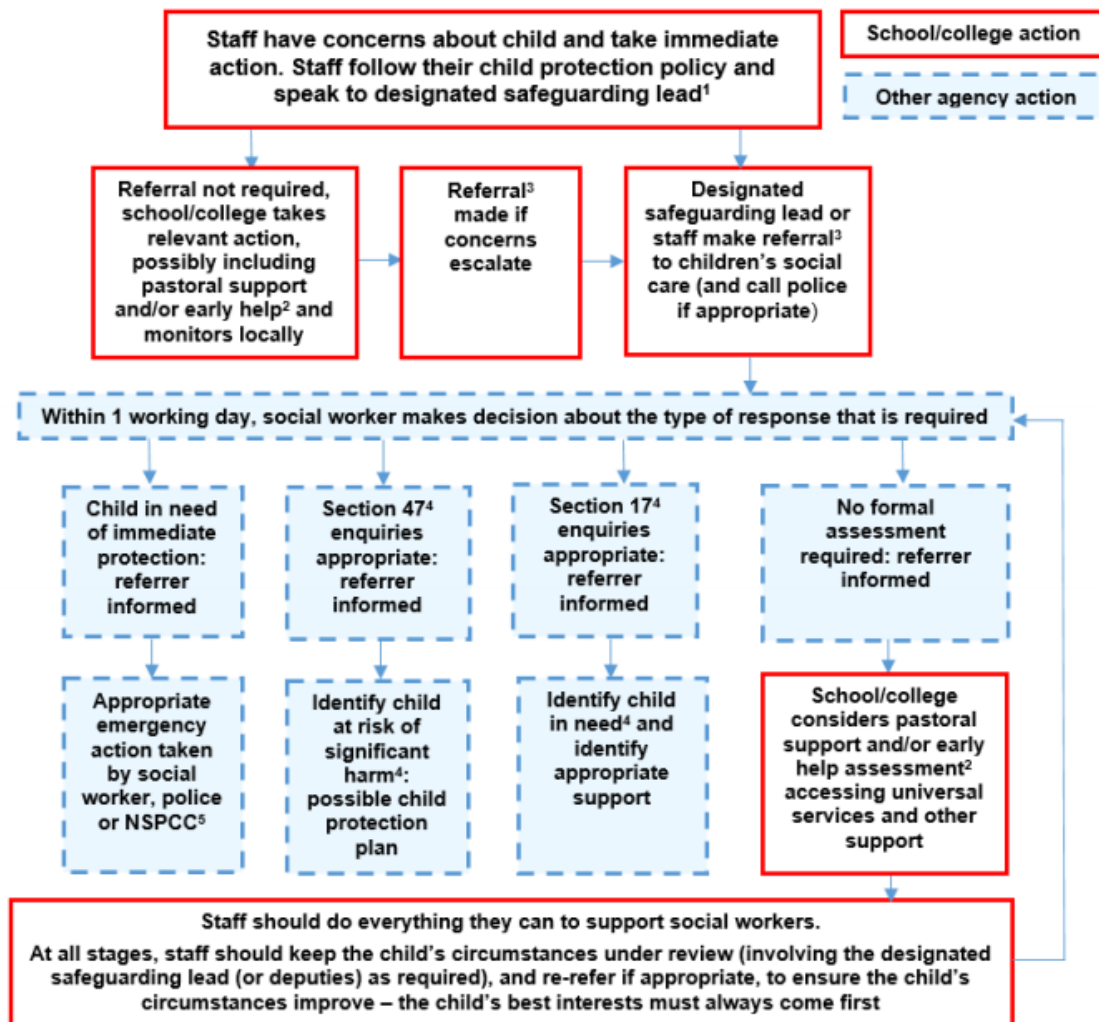 Staff have concerns about child and take immediate
action. Staff follow their child protection policy and
speak to designated safeguarding lead¹
School/college action
Other agency action
Referral not required,
school/college takes
relevant action,
possibly including
pastoral support
and/or early help² and
monitors locally
Referral³
made if
concerns
escalate
Designated
safeguarding lead or
staff make referral³
to children’s social
care (and call police
if appropriate)
Within 1 working day, social worker makes decision about the type of response that is required
Child in need
of immediate
protection:
referrer
informed
Section 47⁴
enquiries
appropriate:
referrer
informed
Section 17⁴
enquiries
appropriate:
referrer
informed
No formal
assessment
required: referrer
informed
Appropriate
emergency
action taken
by social
worker, police
or NSPCC⁵
Identify child
at risk of
significant
harm⁴:
possible child
protection
plan
Identify child
in need⁴ and
identify
appropriate
support
School/college
considers pastoral
support and/or early
help assessment²
accessing universal
services and other
support
Staff should do everything they can to support social workers.
At all stages, staff should keep the child’s circumstances under review (involving the designated
safeguarding lead (or deputies) as required), and re-refer if appropriate, to ensure the child’s
circumstances improve – the child’s best interests must always come first